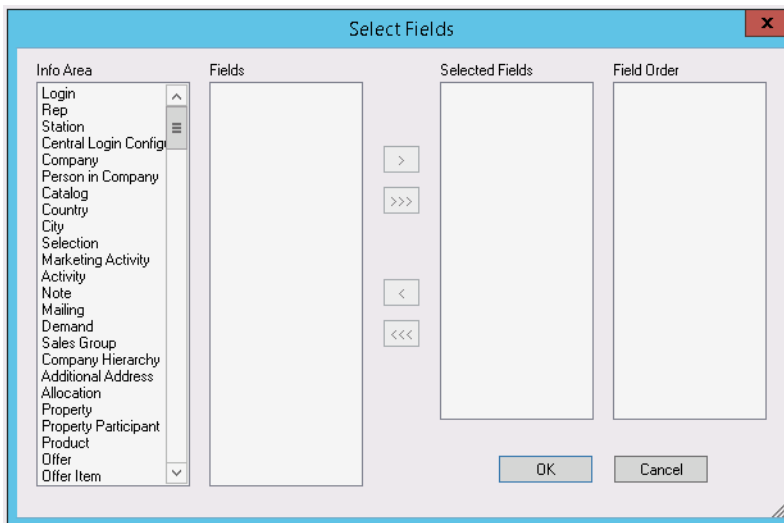 Select Fields
x
Info Area
Fields
Selected Fields
Field Order
Login
Rep
Station
Central Login Configu
Company
Person in Company
Catalog
Country
City
Selection
Marketing Activity
Activity
Note
Mailing
Demand
Sales Group
Company Hierarchy
Additional Address
Allocation
Property
Property Participant
Product
Offer
Offer Item
>
>>>
<
<<<
OK
Cancel